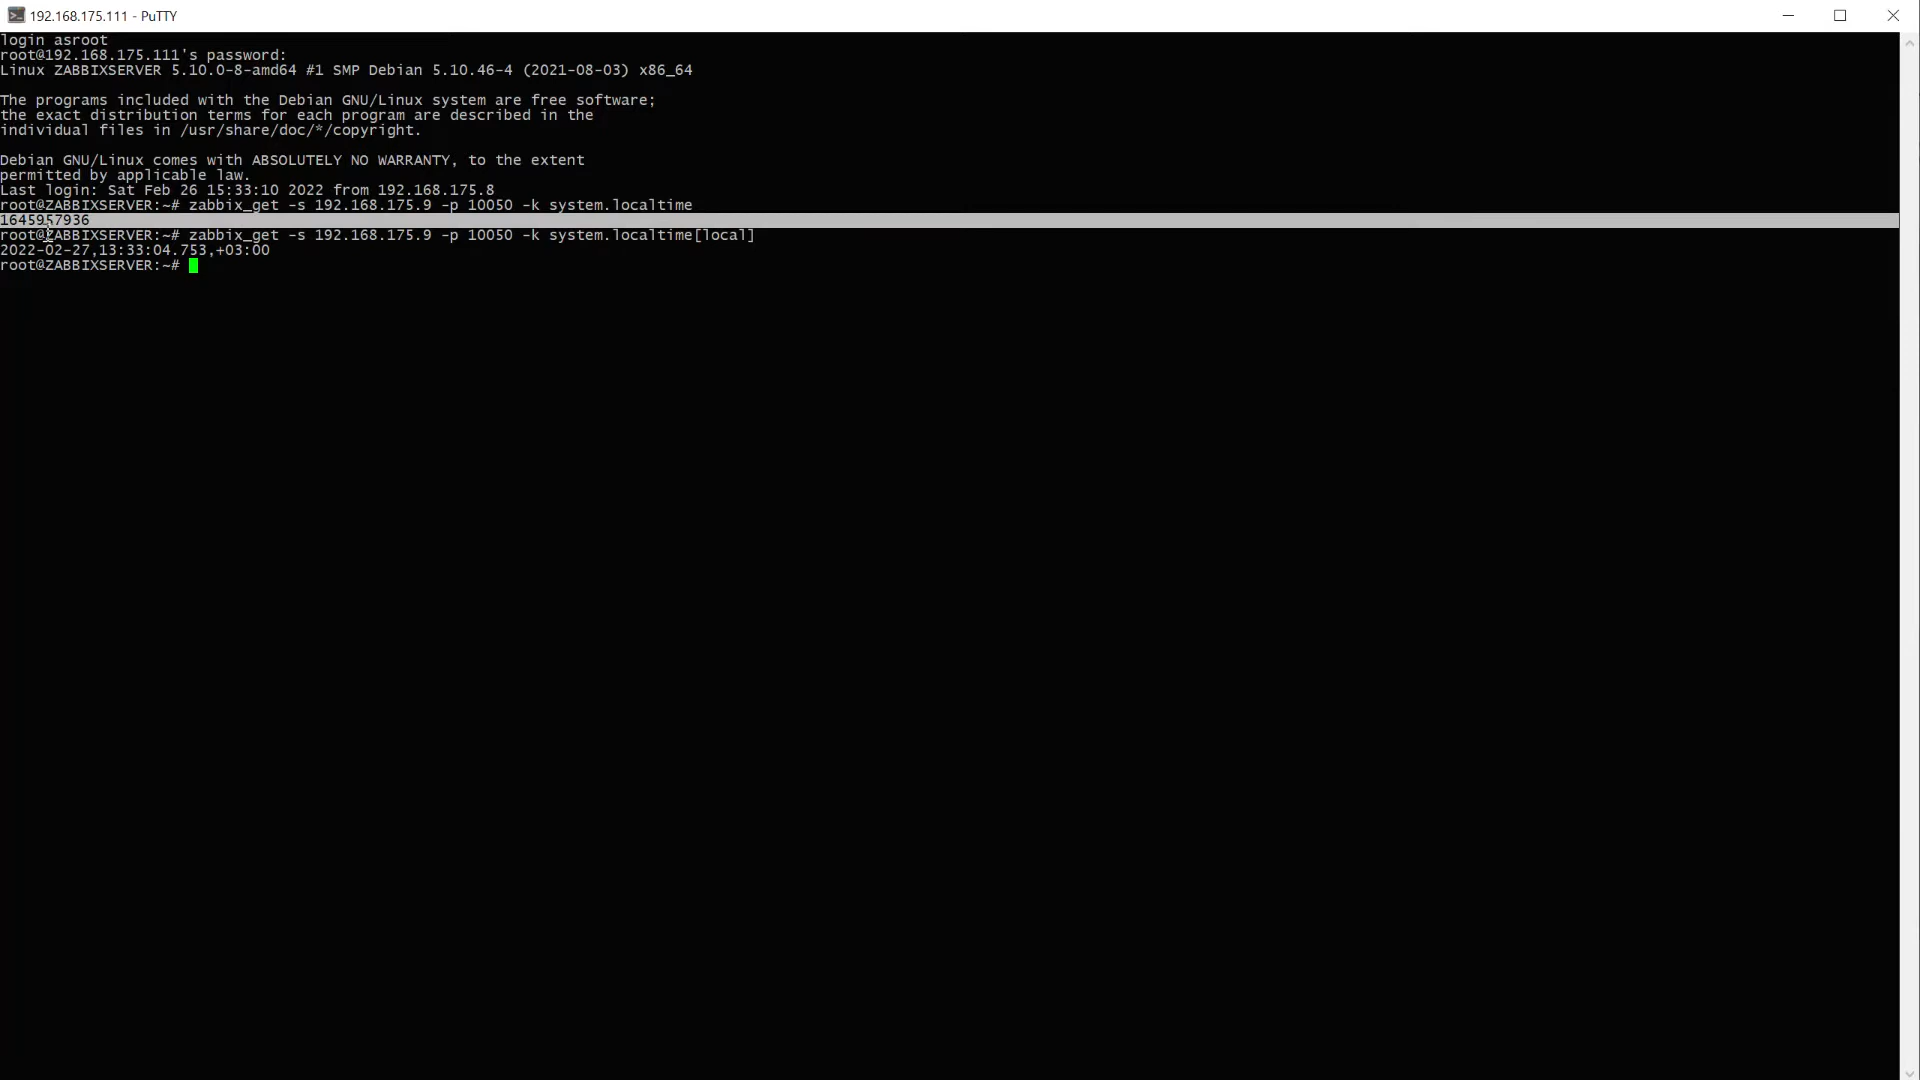 192.168.175.111 - PuTTY
login asroot
root@192.168.175.111's password:
Linux ZABBIXSERVER 5.10.0-8-amd64 #1 SMP Debian 5.10.46-4 (2021-08-03) x86_64
The programs included with the Debian GNU/Linux system are free software;
the exact distribution terms for each program are described in the
individual files in /usr/share/doc/*/copyright.
Debian GNU/Linux comes with ABSOLUTELY NO WARRANTY, to the extent
permitted by applicable law.
Last login: Sat Feb 26 15:33:10 2022 from 192.168.175.8
root@ZABBIXSERVER:~# zabbix_get -s 192.168.175.9 -p 10050 -k system.localtime
1645957936
root@ZABBIXSERVER:~# zabbix_get -s 192.168.175.9 -p 10050 -k system.localtime[local]
2022-02-27,13:33:04.753,+03:00
root@ZABBIXSERVER:~#